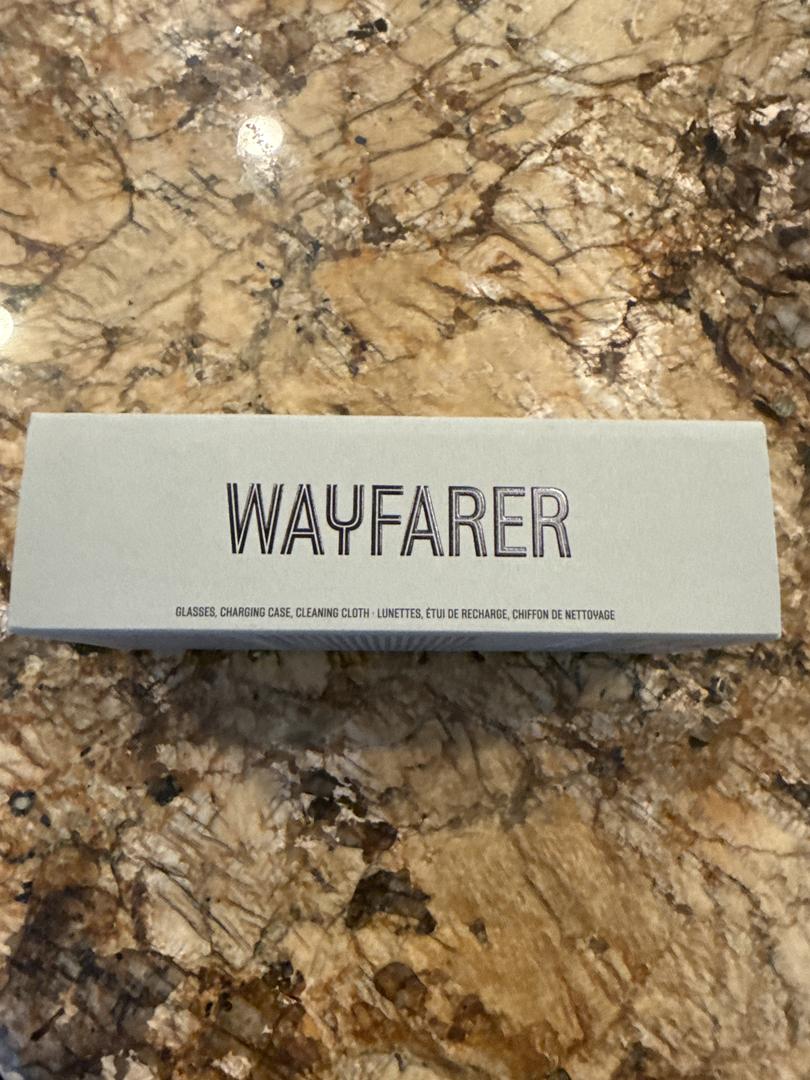 WAYFARER
GLASSES, CHARGING CASE, CLEANING CLOTH · LUNETTES, ÉTUI DE RECHARGE, CHIFFON DE NETTOYAGE